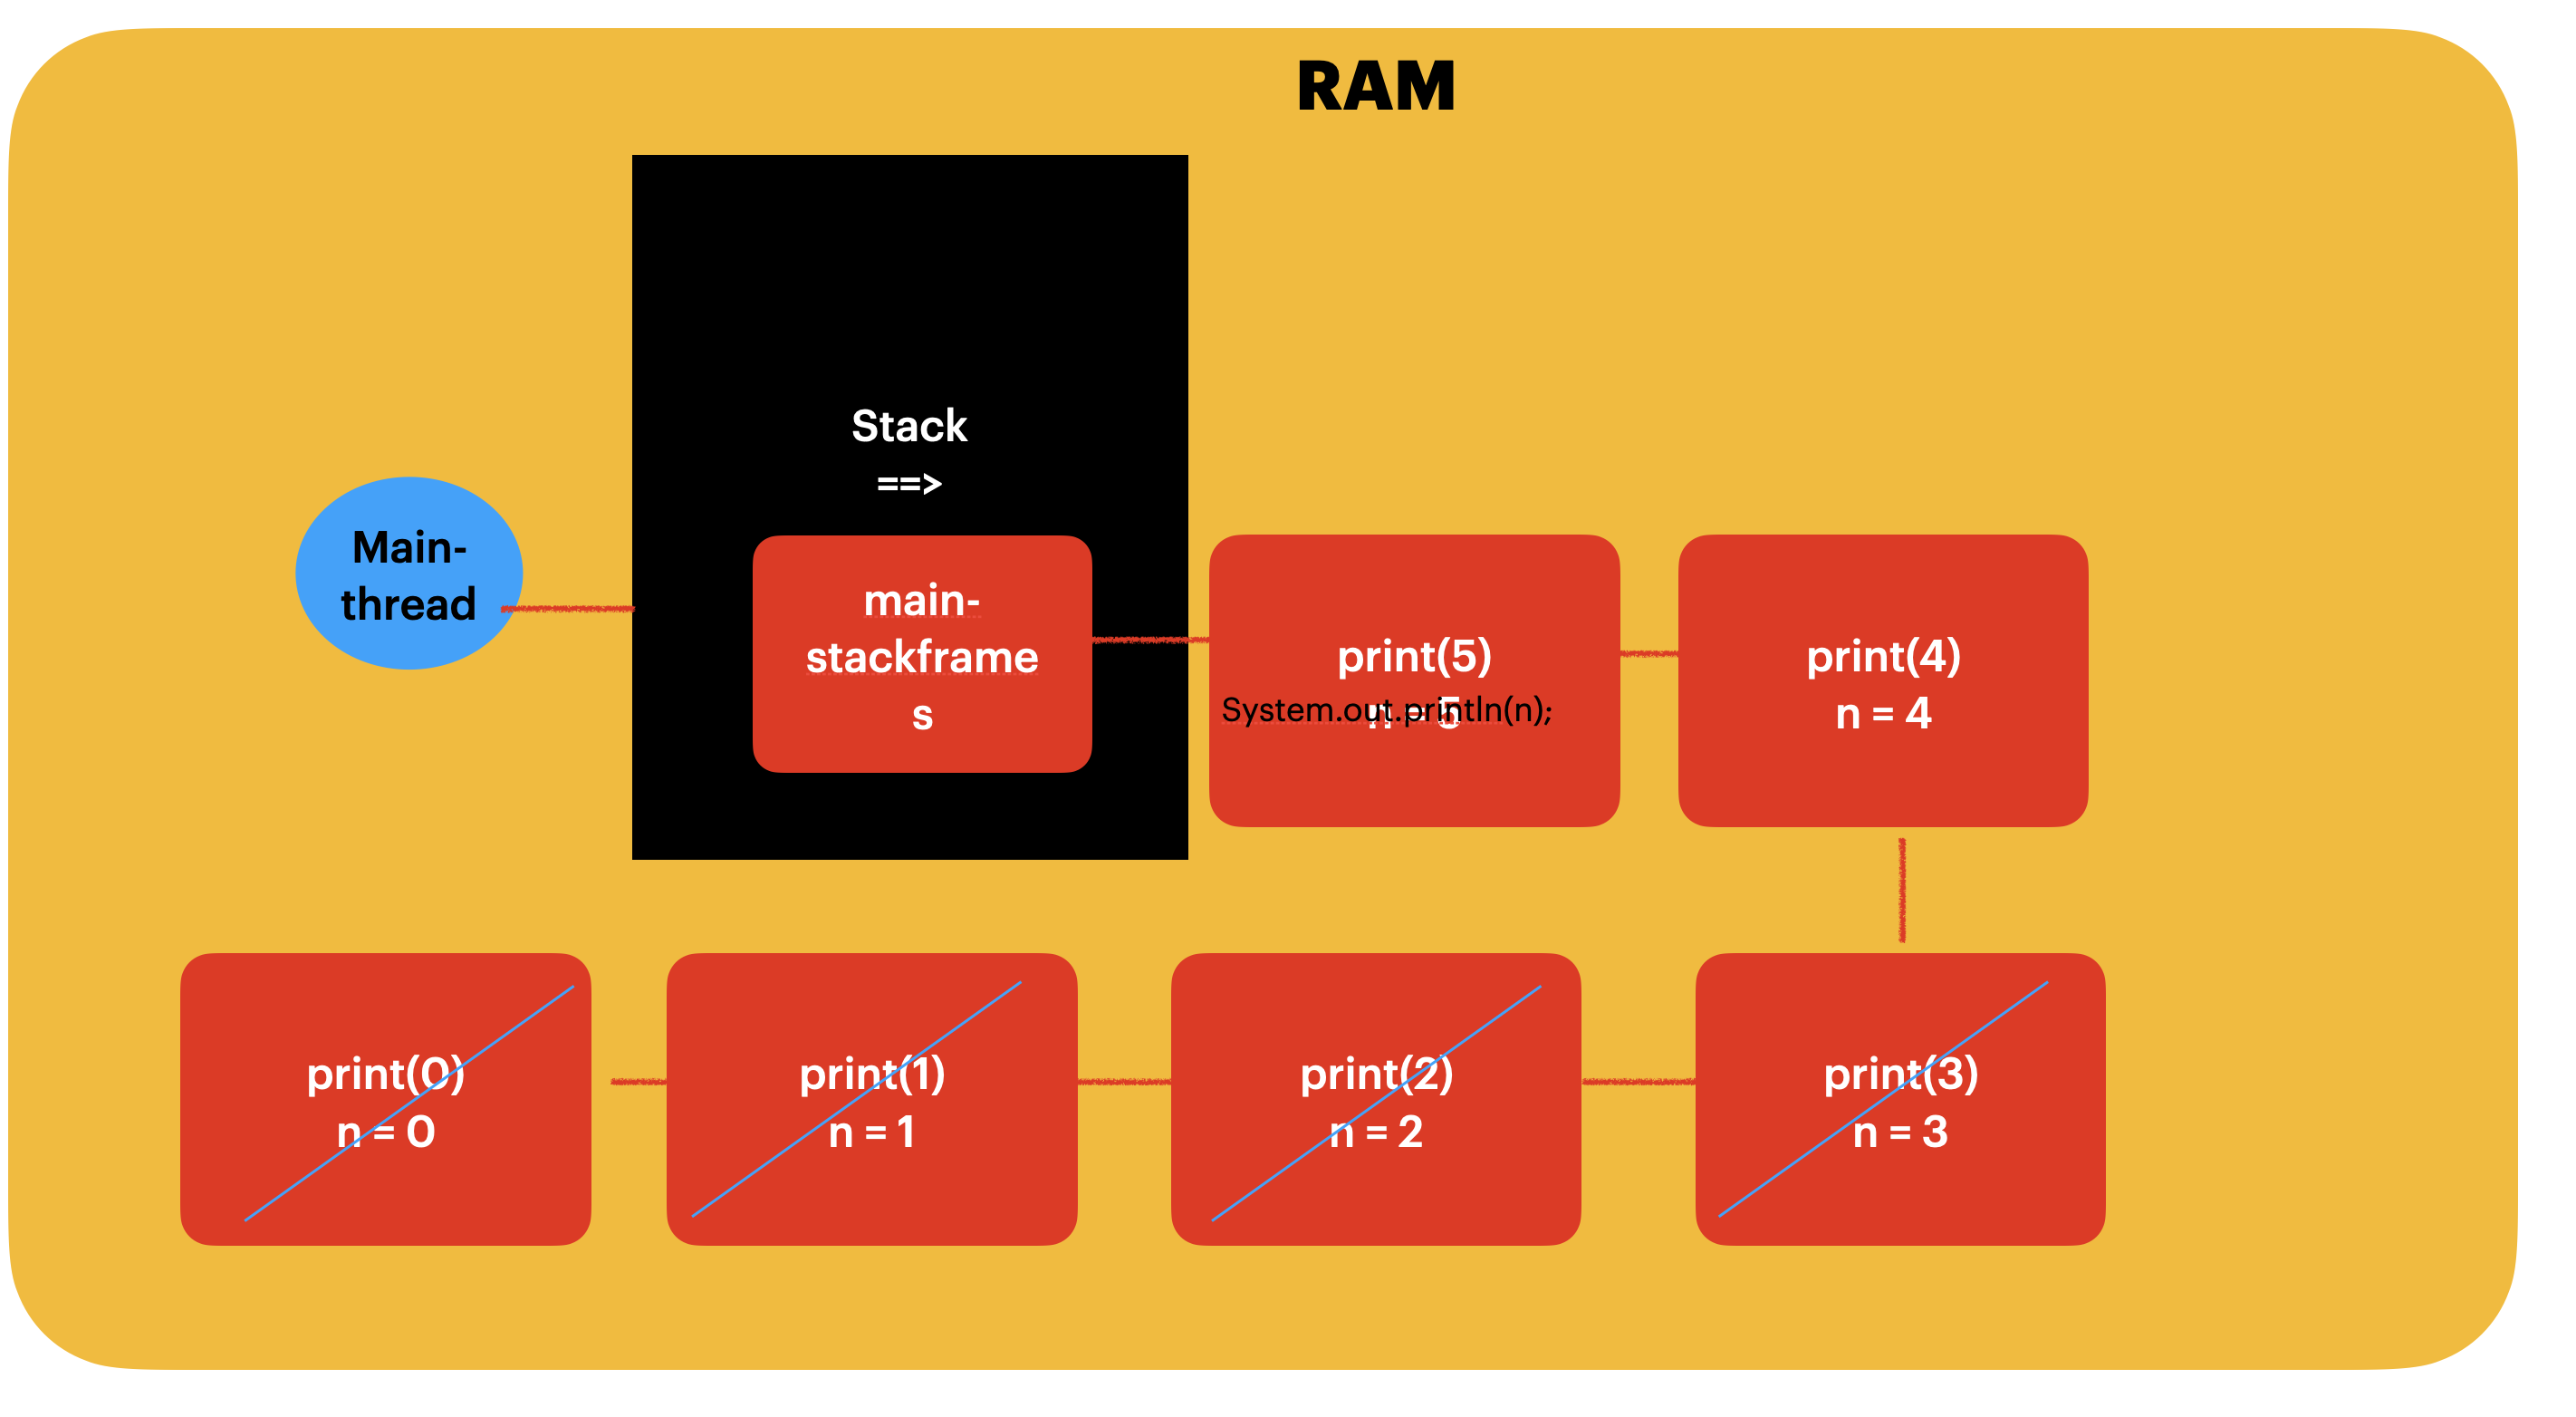 RAM
Stack
==>
Main-
thread
main-
stackframe
s
print(5)
n = 5
System.out.println(n);
print(4)
n = 4
print(0)
n = 0
print(1)
n = 1
print(2)
n = 2
print(3)
n = 3